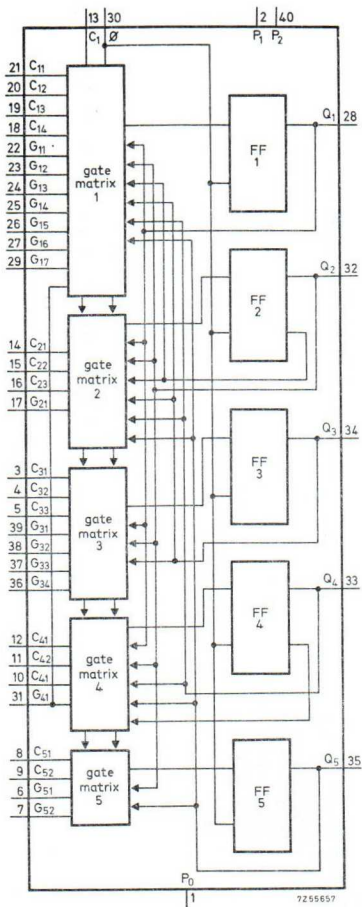 13 30 2 40
C1 Ø P1 P2
21 C11
20 C12
19 C13
18 C14
22 G11
23 G12
24 G13
25 G14
26 G15
27 G16
29 G17
gate
matrix
1
FF
1
Q1 28
14 C21
15 C22
16 C23
17 G21
gate
matrix
2
FF
2
Q2 32
3 C31
4 C32
5 C33
39 G31
38 G32
37 G33
36 G34
gate
matrix
3
FF
3
Q3 34
12 C41
11 C42
10 C41
31 G41
gate
matrix
4
FF
4
Q4 33
8 C51
9 C52
6 G51
7 G52
gate
matrix
5
FF
5
Q5 35
P0
1
7Z55657